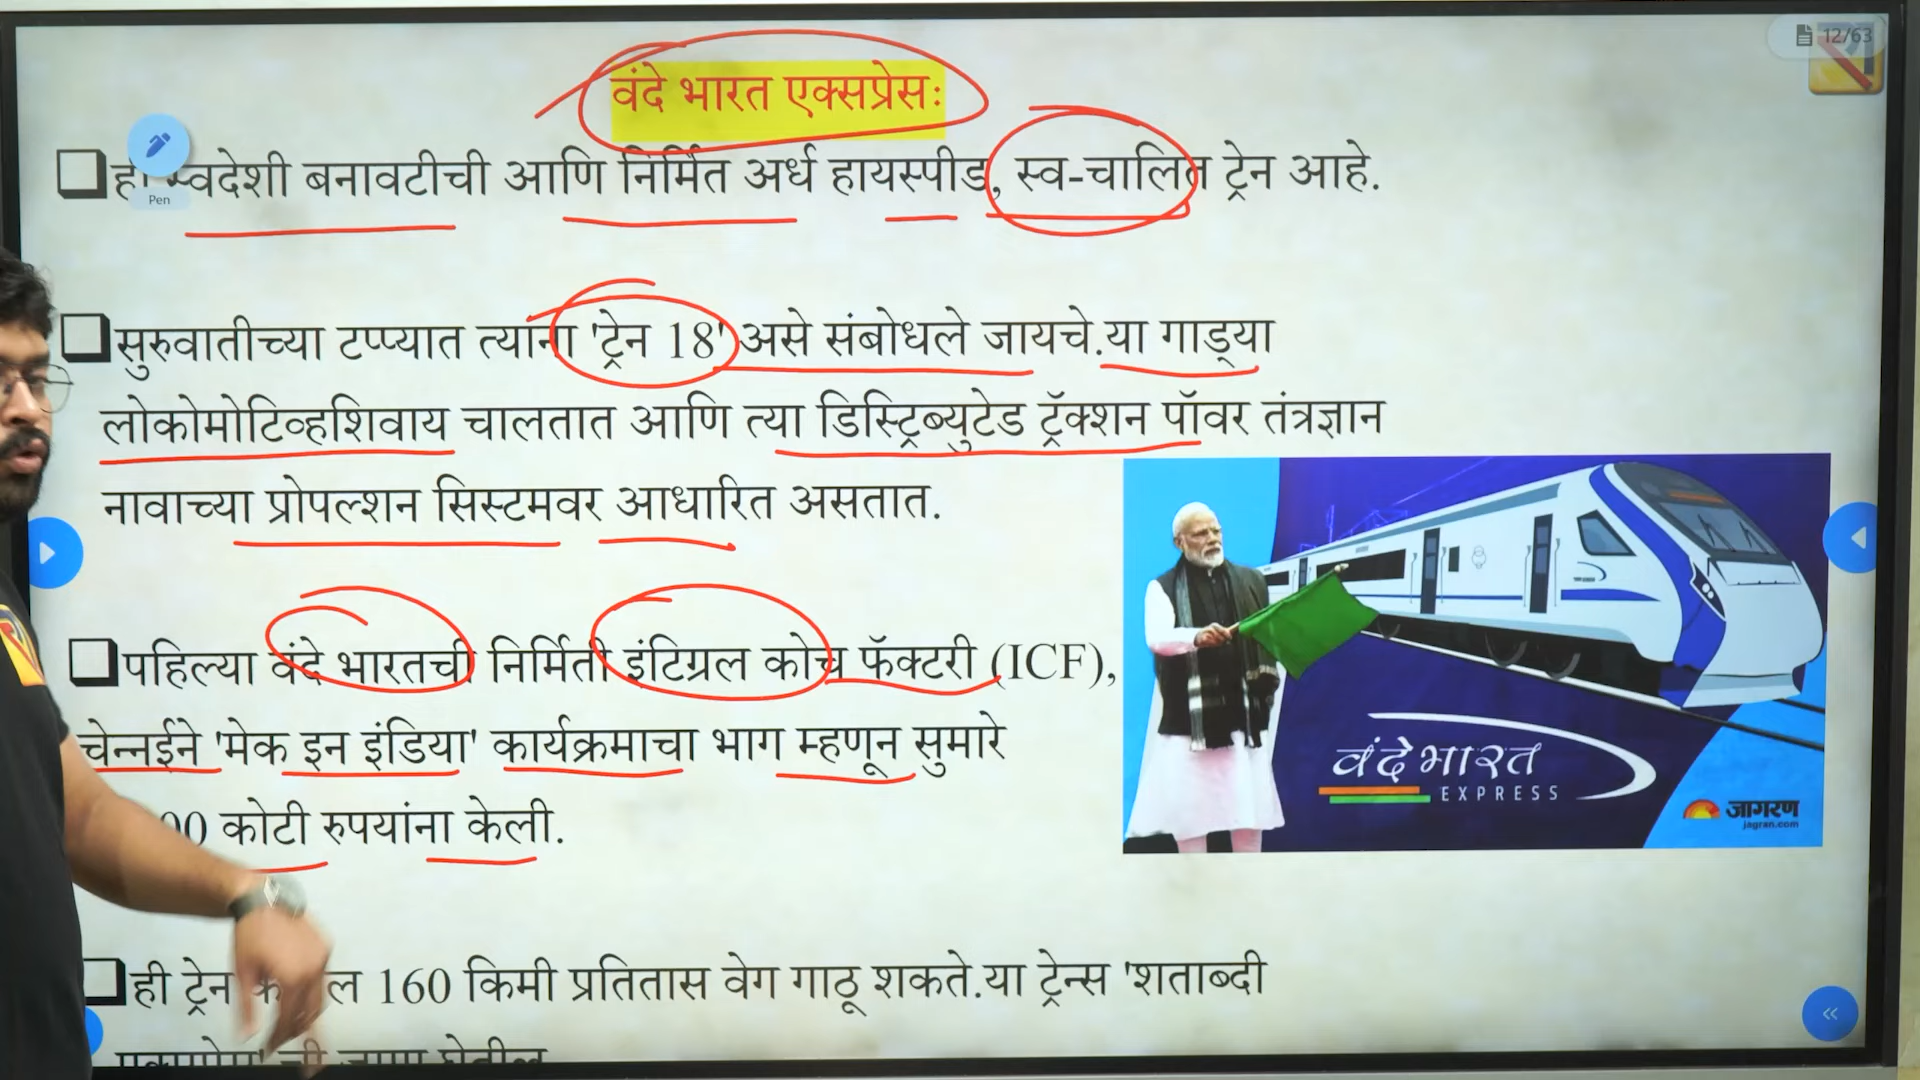 12/63
वंदे भारत एक्सप्रेसः
Pen
स्वदेशी बनावटीची आणि निर्मित अर्ध हायस्पीड, स्व-चालित ट्रेन आहे.
सुरुवातीच्या टप्प्यात त्यांना 'ट्रेन 18' असे संबोधले जायचे.या गाड्या
लोकोमोटिव्हशिवाय चालतात आणि त्या डिस्ट्रिब्युटेड ट्रॅक्शन पॉवर तंत्रज्ञान
नावाच्या प्रोपल्शन सिस्टमवर आधारित असतात.
पहिल्या वंदे भारतची निर्मिती इंटिग्रल कोच फॅक्टरी (ICF),
चेन्नईने 'मेक इन इंडिया' कार्यक्रमाचा भाग म्हणून सुमारे
कोटी रुपयांना केली.
वंदे भारत
EXPRESS
जागरण
jagran.com
ही ट्रेन 160 किमी प्रतितास वेग गाठू शकते.या ट्रेन्स 'शताब्दी